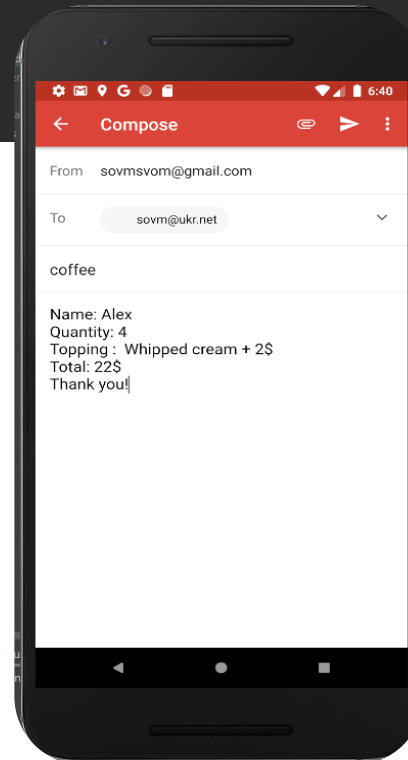 6:40
Compose
From sovmsvom@gmail.com
To sovm@ukr.net
coffee
Name: Alex
Quantity: 4
Topping :  Whipped cream + 2$
Total: 22$
Thank you!